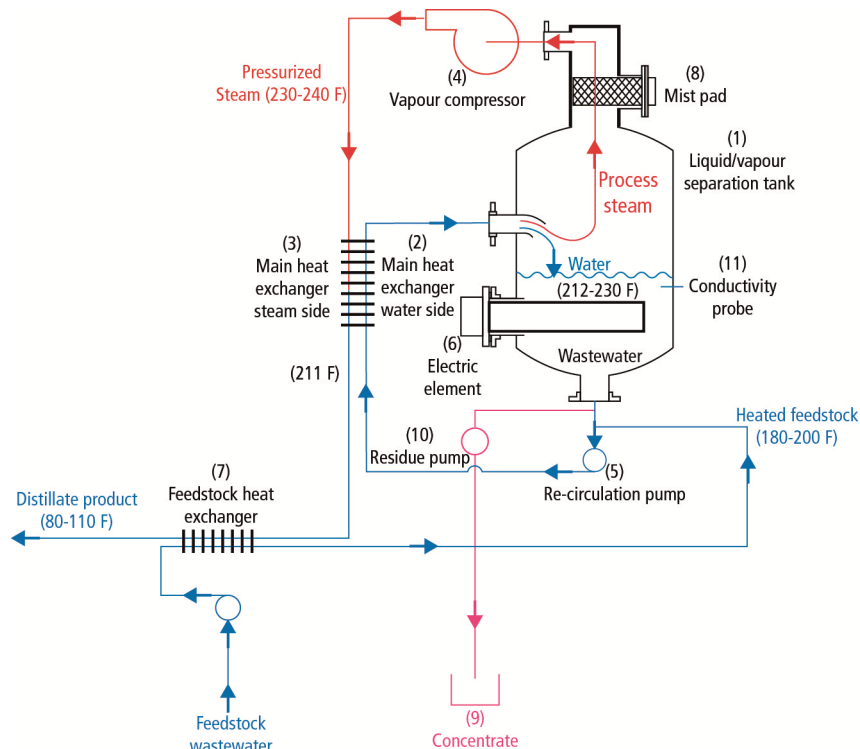 Pressurized
Steam (230-240 F)
(4)
Vapour compressor
(8)
Mist pad
(1)
Liquid/vapour
separation tank
Process
steam
(3)
Main heat
exchanger
steam side
(2)
Main heat
exchanger
water side
Water
(212-230 F)
(11)
Conductivity
probe
(6)
Electric
element
Wastewater
(211 F)
(10)
Residue pump
(5)
Re-circulation pump
Heated feedstock
(180-200 F)
(7)
Feedstock heat
exchanger
Distillate product
(80-110 F)
Feedstock
wastewater
(9)
Concentrate